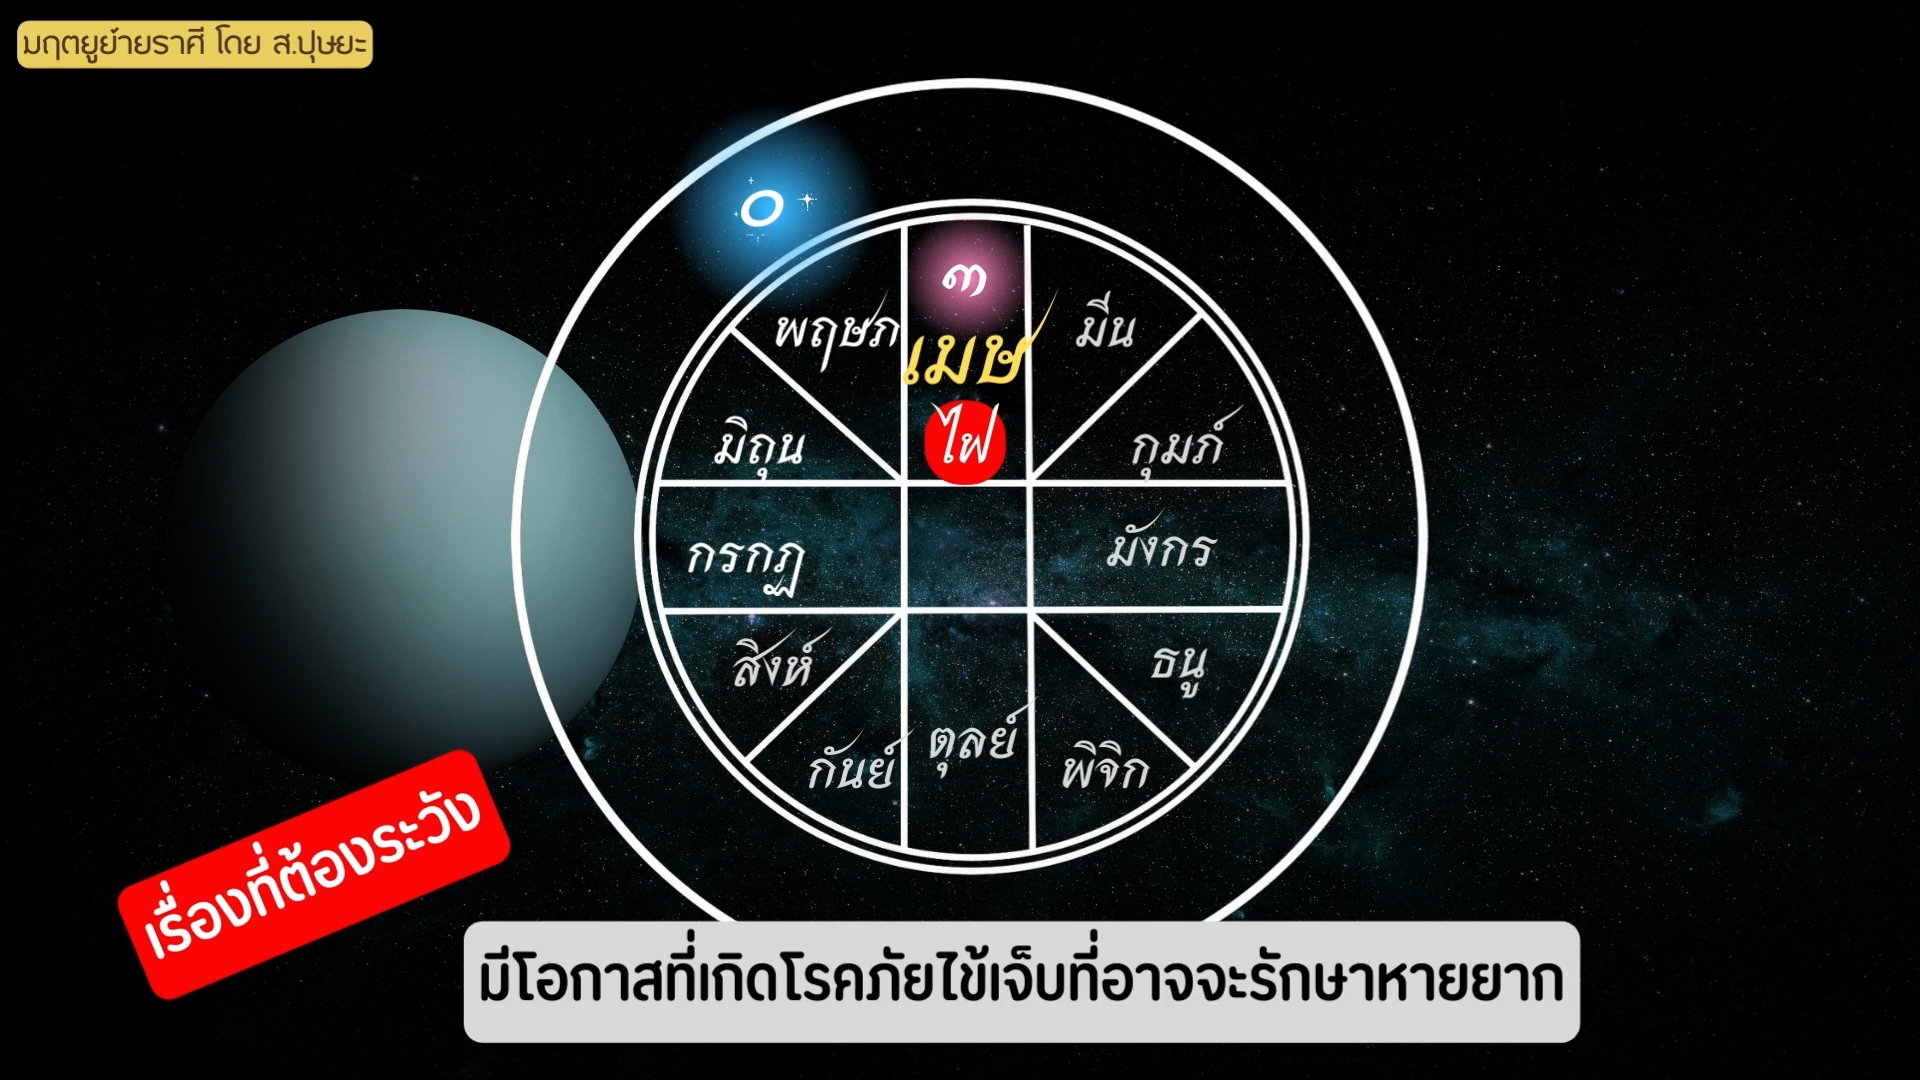 มฤตยูย้ายราศี โดย ส.ปุษยะ
๐
๓
พฤษภ
เมษ
มีน
ไฟ
มิถุน
กุมภ์
กรกฏ
มังกร
สิงห์
ธนู
กันย์
ตุลย์
พิจิก
เรื่องที่ต้องระวัง
มีโอกาสที่เกิดโรคภัยไข้เจ็บที่อาจจะรักษาหายยาก